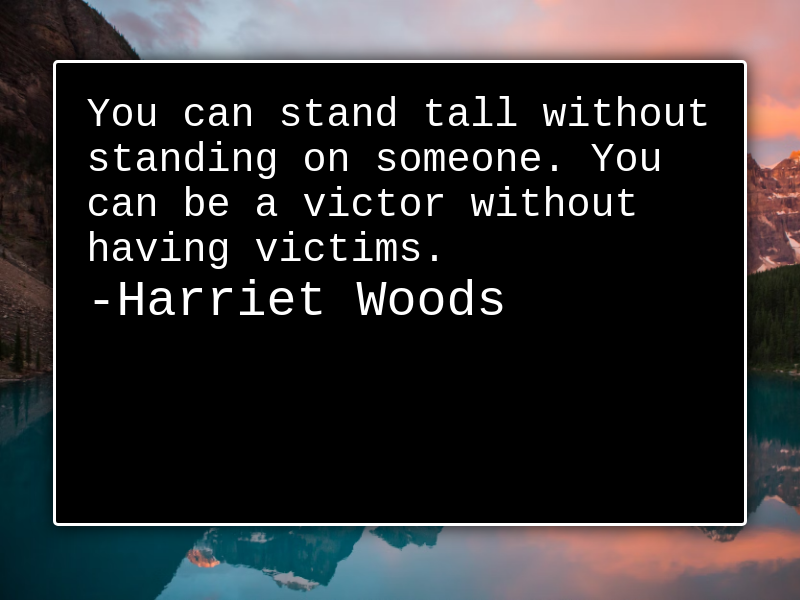 You can stand tall without
standing on someone. You
can be a victor without
having victims.
-Harriet Woods